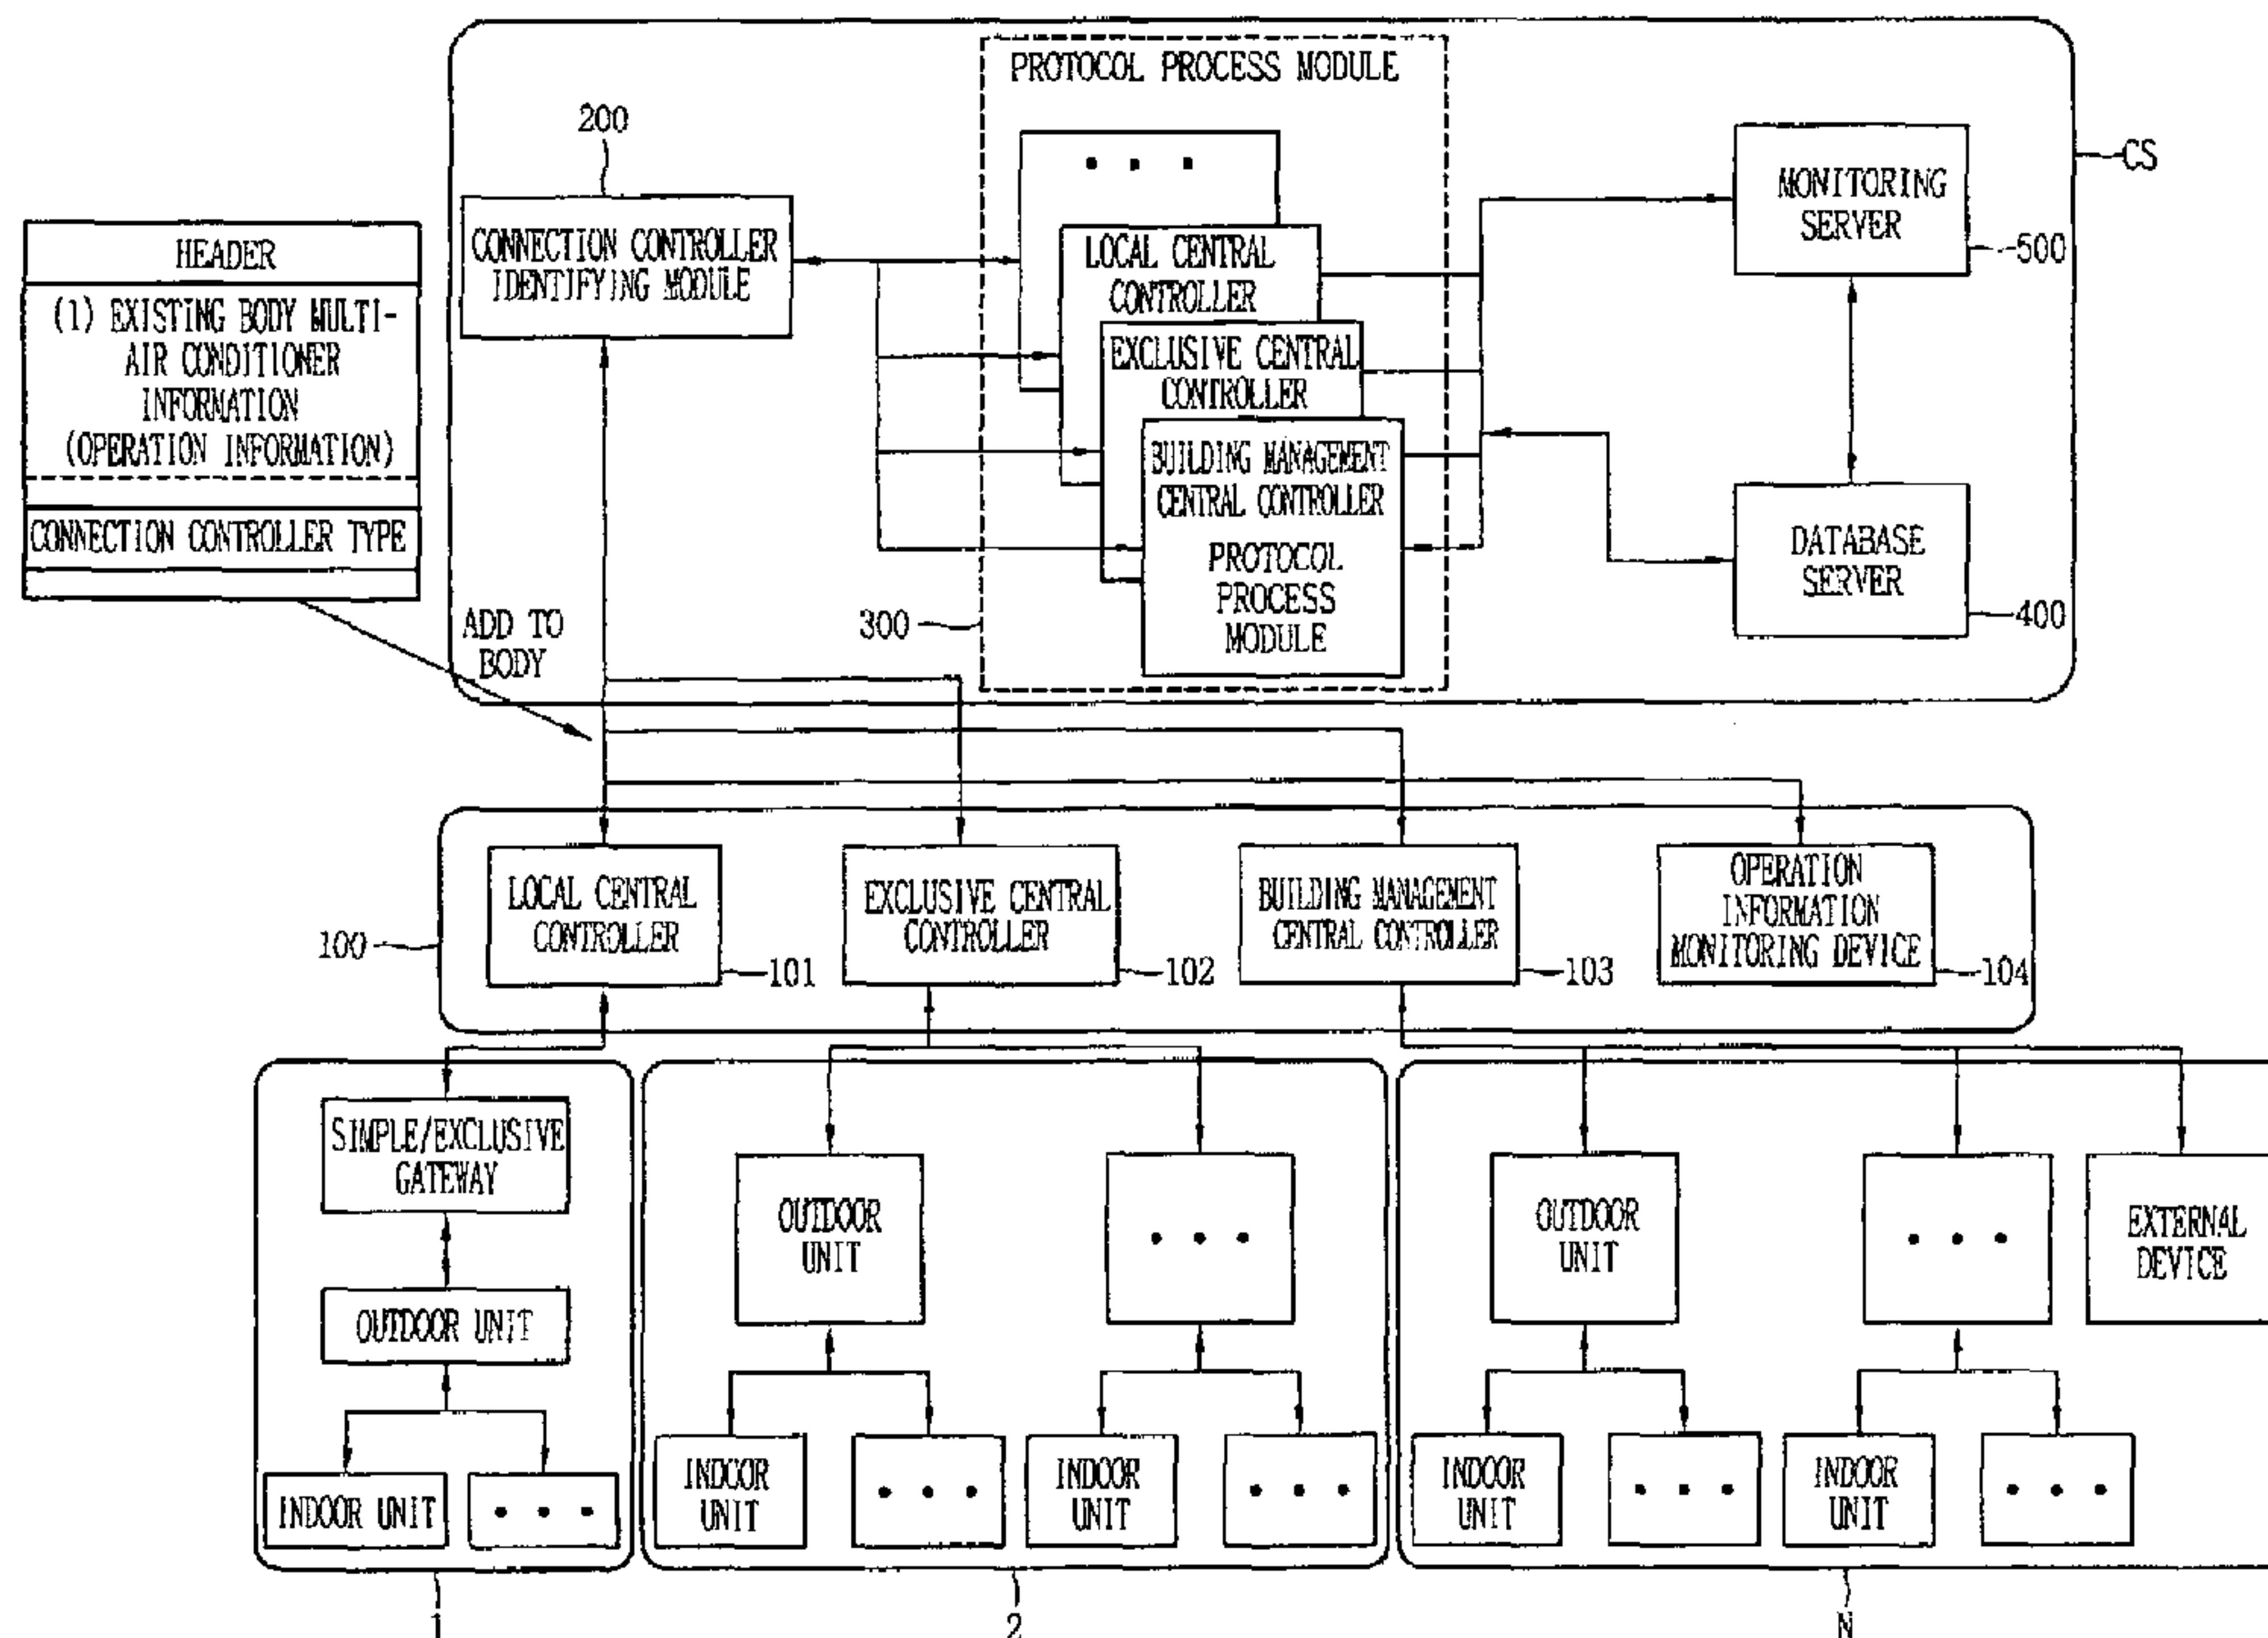 PROTOCOL PROCESS MODULE
200
• • •
CS
MONITORING
SERVER
500
HEADER
(1) EXISTING BODY MULTI-
AIR CONDITIONER
INFORMATION
(OPERATION INFORMATION)
CONNECTION CONTROLLER TYPE
CONNECTION CONTROLLER
IDENTIFYING MODULE
LOCAL CENTRAL
CONTROLLER
EXCLUSIVE CENTRAL
CONTROLLER
BUILDING MANAGEMENT
CENTRAL CONTROLLER
PROTOCOL
PROCESS
MODULE
300
DATABASE
SERVER
400
ADD TO
BODY
100
LOCAL CENTRAL
CONTROLLER
101
EXCLUSIVE CENTRAL
CONTROLLER
102
BUILDING MANAGEMENT
CENTRAL CONTROLLER
103
OPERATION
INFORMATION
MONITORING DEVICE
104
SIMPLE/EXCLUSIVE
GATEWAY
OUTDOOR UNIT
INDOOR UNIT
• • •
1
OUTDOOR
UNIT
• • •
INDOOR
UNIT
• • •
INDOOR
UNIT
• • •
2
OUTDOOR
UNIT
• • •
EXTERNAL
DEVICE
INDOOR
UNIT
• • •
INDOOR
UNIT
• • •
N